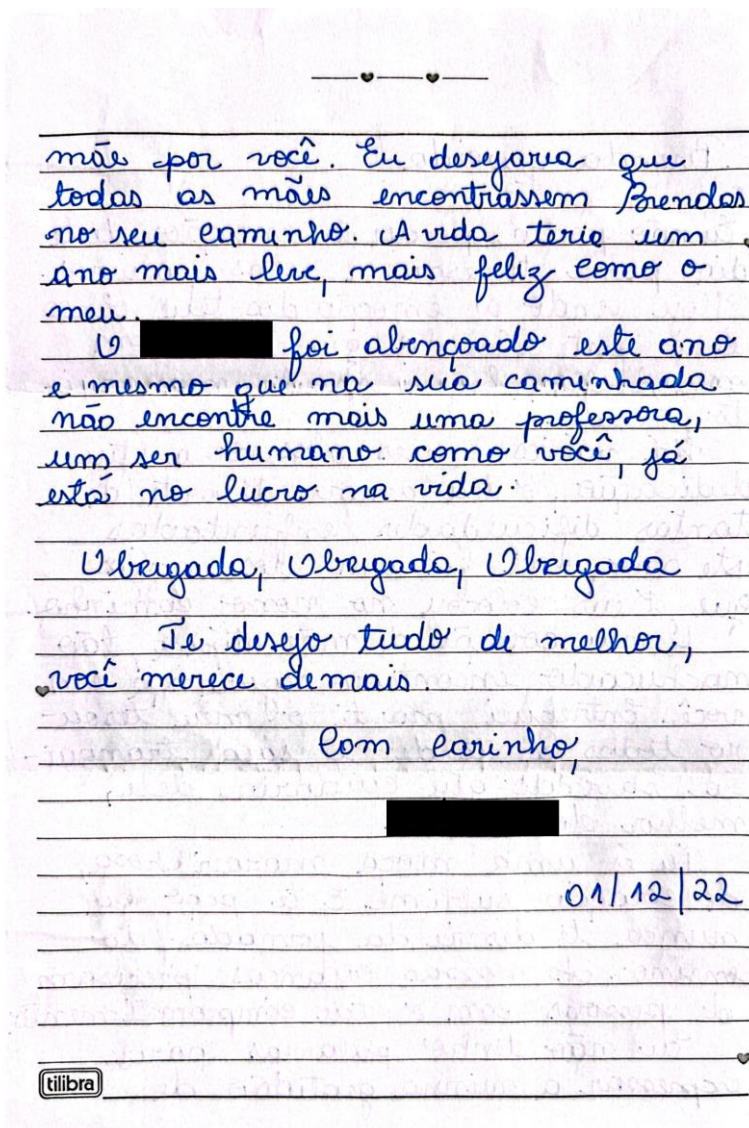 mãe por você. Eu desejaria que
todas as mães encontrassem Brendas
no seu caminho. A vida teria um
ano mais leve, mais feliz como o
meu.
O foi abençoado este ano
e mesmo que na sua caminhada
não encontre mais uma professora,
um ser humano como você, já
está no lucro na vida.
Obrigada, Obrigada, Obrigada
Te desejo tudo de melhor,
você merece demais.
Com carinho,
01/12/22
tilibra